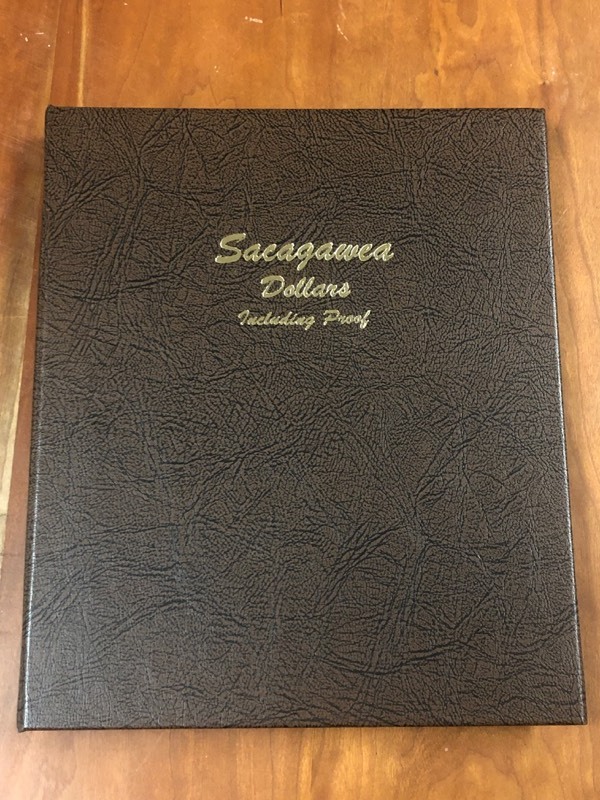 Sacagawea
Dollars
Including Proof